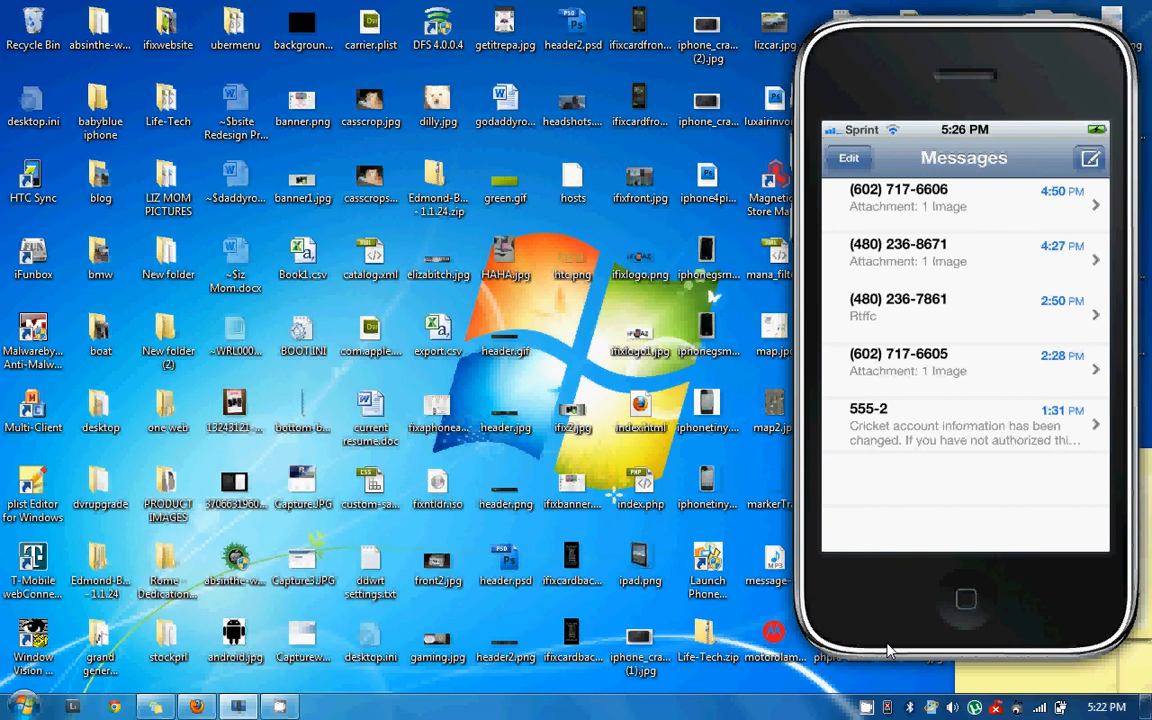 Recycle Bin
absinthe-w...
ifixwebsite
ubermenu
backgroun...
carrier.plist
DFS 4.0.0.4
getitrepa.jpg
header2.psd
ifixcardfron...
iphone_cra...
(2).jpg
lizcar.jpg
desktop.ini
babyblue
iphone
Life-Tech
~$bsite
Redesign Pr...
banner.png
casscrop.jpg
dilly.jpg
godaddyro...
headshots....
ifixcardfro...
iphone_cra...
luxairinvo
HTC Sync
blog
LIZ MOM
PICTURES
~$daddyro...
banner1.jpg
casscrops...
Edmond-B...
- 1.1.24.zip
green.gif
hosts
ifixfront.jpg
iphone4pi...
Magnetic
Store Ma
iFunbox
bmw
New folder
~$iz
Mom.docx
Book1.csv
catalog.xml
elizabitch.jpg
HAHA.jpg
htc.png
ifixlogo.png
iphonegsm...
mana_filt
Malwareby...
Anti-Malw...
boat
New folder
(2)
~WRL000...
BOOT.INI
com.apple...
export.csv
header.gif
ifixlogo1.jpg
iphonegsm...
map.jp
Multi-Client
desktop
one web
13243121-...
bottom-b...
current
resume.doc
ifixaphonea...
header.jpg
ifix2.jpg
index.html
iphonetiny....
map2.jp
plist Editor
for Windows
dvrupgrade
PRODUCT
IMAGES
3706631960...
Capture.JPG
custom-sa...
fixntldr.iso
header.png
ifixbanner....
index.php
iphonetiny...
markerTr
T-Mobile
webConne...
Edmond-B...
- 1.1.24
Rome
Dedication...
absinthe-w...
Capture3.JPG
ddwrt
settings.txt
front2.jpg
header.psd
ifixcardbac...
ipad.png
Launch
Phone...
message-
Window
Vision ...
grand
gener...
stockprl
android.jpg
Capturew...
desktop.ini
gaming.jpg
header2.png
ifixcardbac...
iphone_cra...
(1).jpg
Life-Tech.zip
motorolam...
Sprint 5:26 PM
Edit Messages
(602) 717-6606 4:50 PM
Attachment: 1 Image
(480) 236-8671 4:27 PM
Attachment: 1 Image
(480) 236-7861 2:50 PM
Rtffc
(602) 717-6605 2:28 PM
Attachment: 1 Image
555-2 1:31 PM
Cricket account information has been
changed. If you have not authorized thi...
5:22 PM